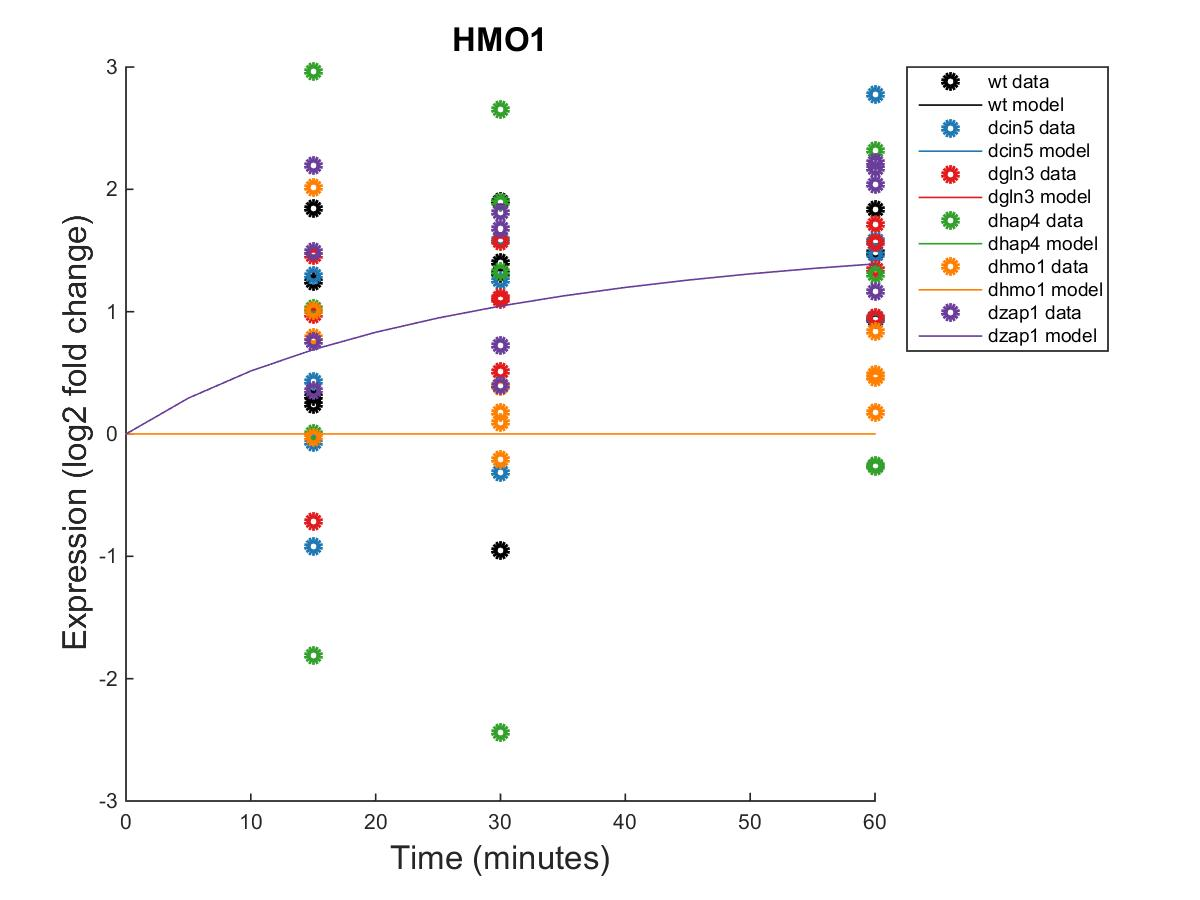 HMO1
3
2
1
0
-1
-2
-3
Expression (log2 fold change)
0 10 20 30 40 50 60
Time (minutes)
wt data
wt model
dcin5 data
dcin5 model
dgln3 data
dgln3 model
dhap4 data
dhap4 model
dhmo1 data
dhmo1 model
dzap1 data
dzap1 model